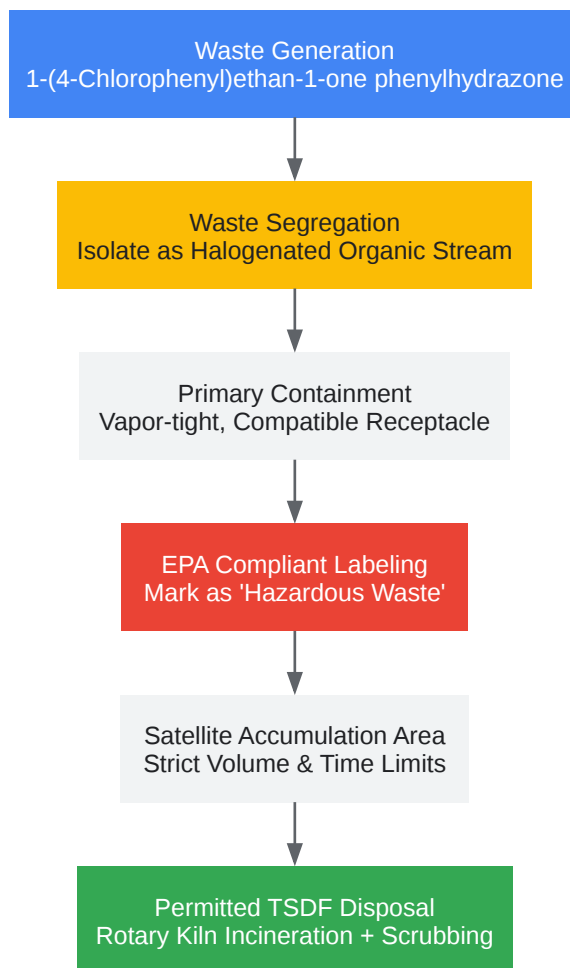 Waste Generation
1-(4-Chlorophenyl)ethan-1-one phenylhydrazone
Waste Segregation
Isolate as Halogenated Organic Stream
Primary Containment
Vapor-tight, Compatible Receptacle
EPA Compliant Labeling
Mark as 'Hazardous Waste'
Satellite Accumulation Area
Strict Volume & Time Limits
Permitted TSDF Disposal
Rotary Kiln Incineration + Scrubbing